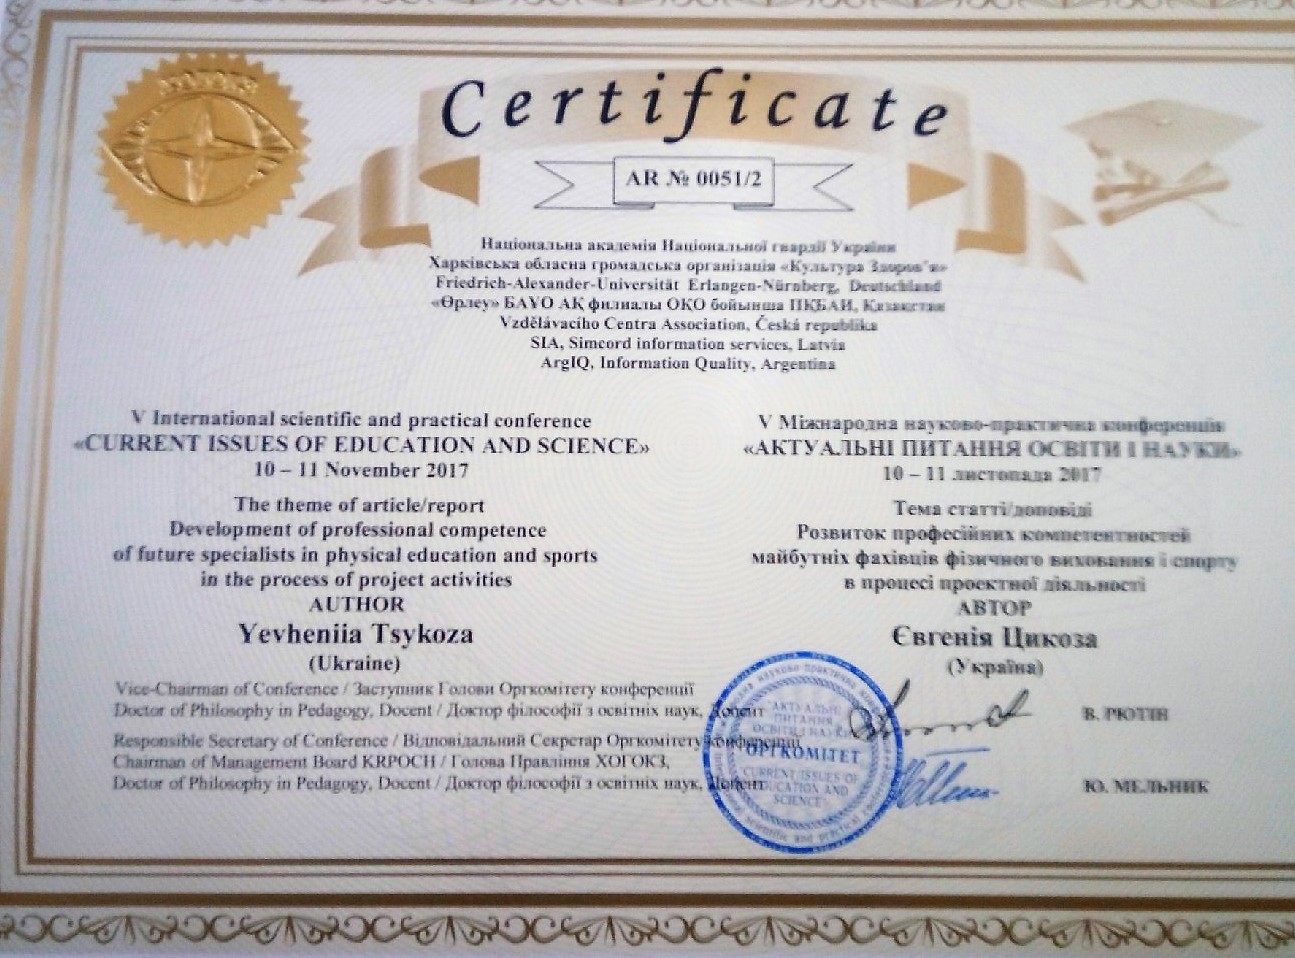 Certificate
AR № 0051/2
Національна академія Національної гвардії України
Харківська обласна громадська організація «Культура Здоров'я»
Friedrich-Alexander-Universität Erlangen-Nürnberg, Deutschland
«Өрлеу» БАУО АҚ филиалы ОКО бойынша ПКБАИ, Казакстан
Vzdělávacího Centra Association, Česká republika
SIA, Simcord information services, Latvia
ArgIQ, Information Quality, Argentina
V International scientific and practical conference
«CURRENT ISSUES OF EDUCATION AND SCIENCE»
10 – 11 November 2017
The theme of article/report
Development of professional competence
of future specialists in physical education and sports
in the process of project activities
AUTHOR
Yevheniia Tsykoza
(Ukraine)
V Міжнародна науково-практична конференція
«АКТУАЛЬНІ ПИТАННЯ ОСВІТИ І НАУКИ»
10 – 11 листопада 2017
Тема статті/доповіді
Розвиток професійних компетентностей
майбутніх фахівців фізичного виховання і спорту
в процесі проектної діяльності
АВТОР
Євгенія Цикоза
(Україна)
Vice-Chairman of Conference / Заступник Голови Оргкомітету конференції
Doctor of Philosophy in Pedagogy, Docent / Доктор філософії з освітніх наук, Доцент
В. РЮТІН
Responsible Secretary of Conference / Відповідальний Секретар Оргкомітету конференції
Chairman of Management Board KRPOCH / Голова Правління ХОГОКЗ,
Doctor of Philosophy in Pedagogy, Docent / Доктор філософії з освітніх наук, Доцент
Ю. МЕЛЬНИК
АКТУАЛЬНІ
ПИТАННЯ
ОСВІТИ І НАУКИ
ОРГКОМІТЕТ
CURRENT ISSUES OF
EDUCATION AND
SCIENCE